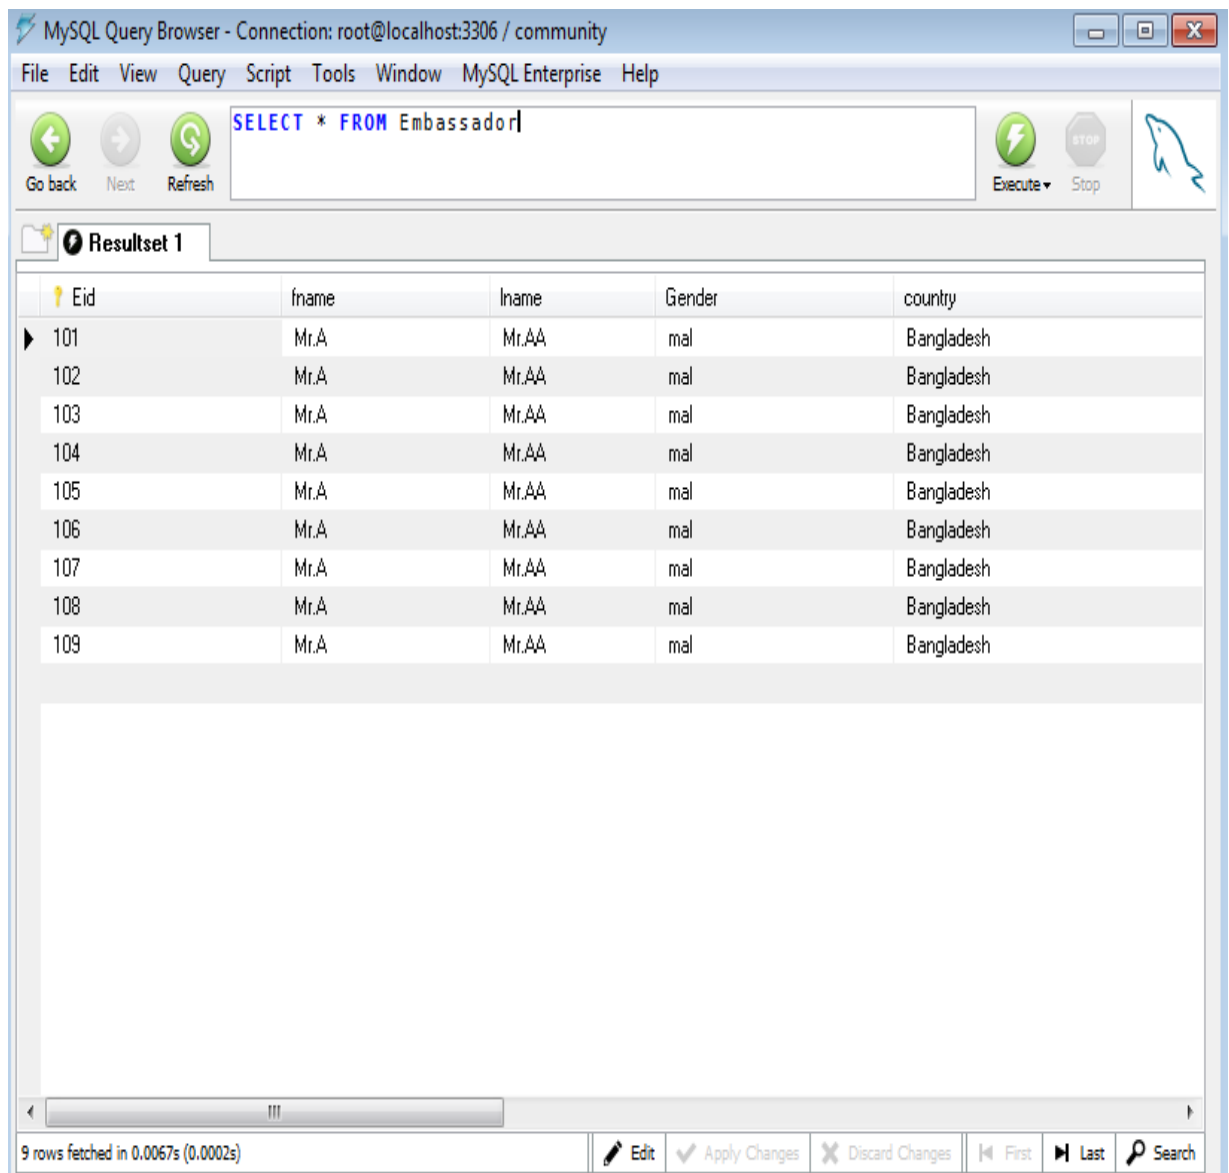 MySQL Query Browser - Connection: root@localhost:3306 / community
File Edit View Query Script Tools Window MySQL Enterprise Help
SELECT * FROM Embassador
Go back Next Refresh Execute STOP Stop
Resultset 1
Eid fname lname Gender country
101 Mr.A Mr.AA mal Bangladesh
102 Mr.A Mr.AA mal Bangladesh
103 Mr.A Mr.AA mal Bangladesh
104 Mr.A Mr.AA mal Bangladesh
105 Mr.A Mr.AA mal Bangladesh
106 Mr.A Mr.AA mal Bangladesh
107 Mr.A Mr.AA mal Bangladesh
108 Mr.A Mr.AA mal Bangladesh
109 Mr.A Mr.AA mal Bangladesh
9 rows fetched in 0.0067s (0.0002s) Edit Apply Changes Discard Changes First Last Search